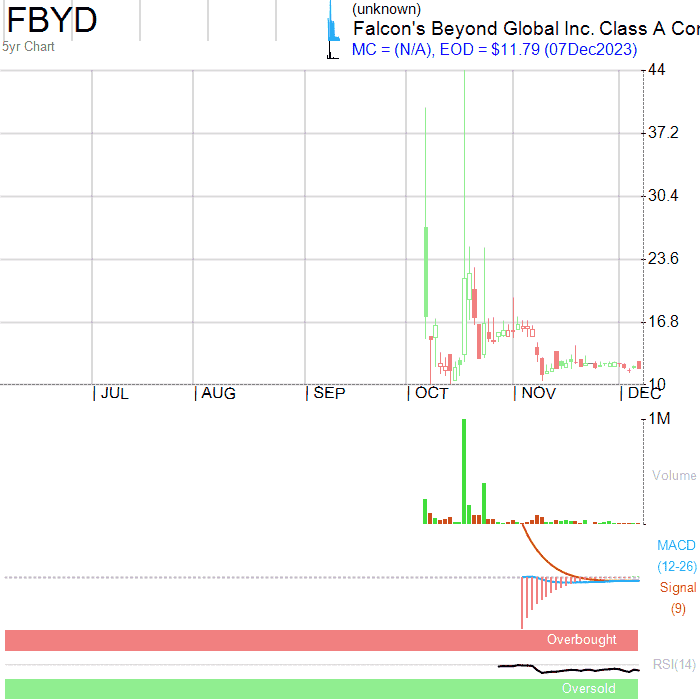 FBYD
5yr Chart
(unknown)
Falcon's Beyond Global Inc. Class A Cor
MC = (N/A), EOD = $11.79 (07Dec2023)
44
37.2
30.4
23.6
16.8
10
| JUL | AUG | SEP | OCT | NOV | DEC
1M
Volume
MACD
(12-26)
Signal
(9)
Overbought
RSI(14)
Oversold